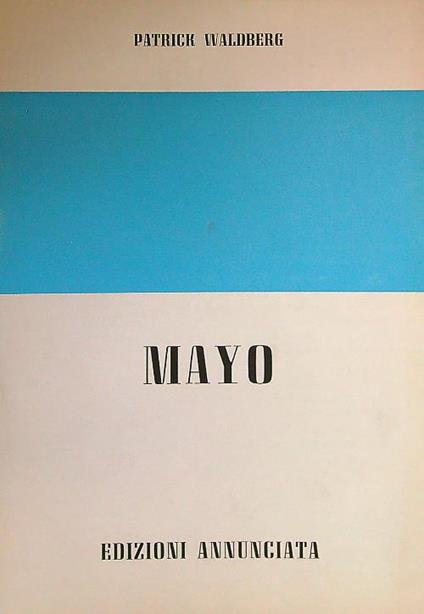 PATRICK WALDBERG
MAYO
EDIZIONI ANNUNCIATA